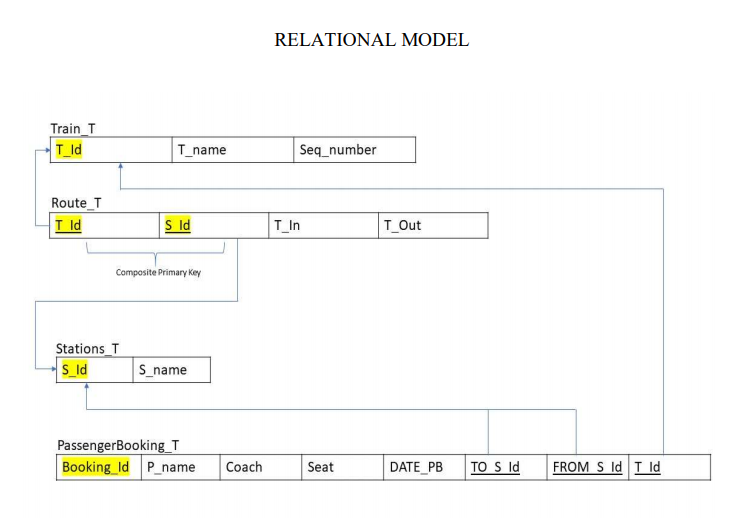 RELATIONAL MODEL
Train_T
T_Id T_name Seq_number
Route_T
T_Id S_Id T_In T_Out
Composite Primary Key
Stations_T
S_Id S_name
PassengerBooking_T
Booking_Id P_name Coach Seat DATE_PB TO_S_Id FROM_S_Id T_Id